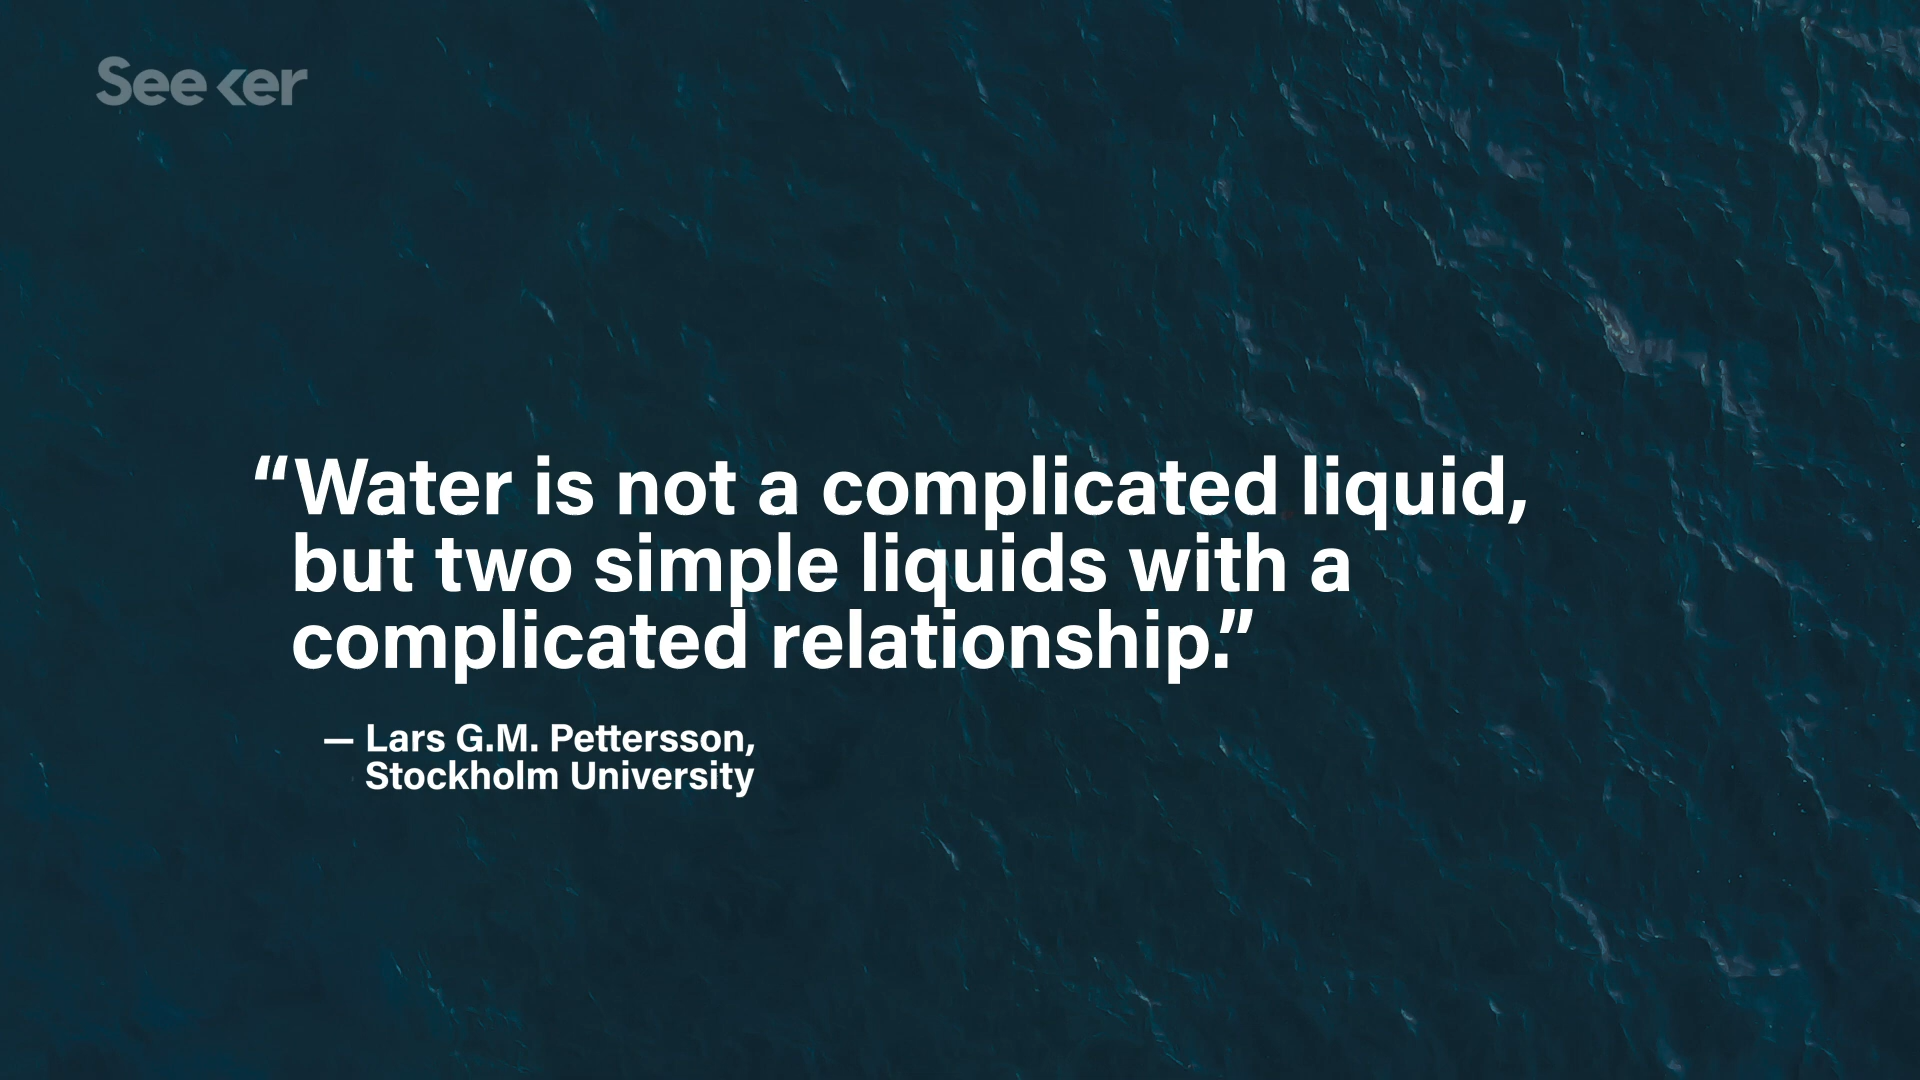 Seeker
“Water is not a complicated liquid,
but two simple liquids with a
complicated relationship.”
— Lars G.M. Pettersson,
Stockholm University